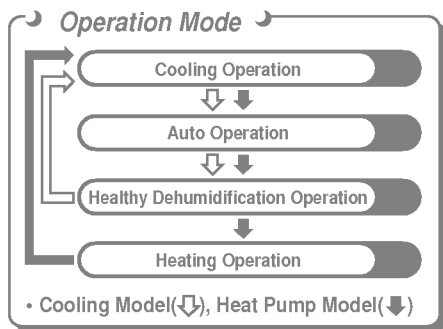 Operation Mode
Cooling Operation
Auto Operation
Healthy Dehumidification Operation
Heating Operation
• Cooling Model(⇩), Heat Pump Model(⬇)